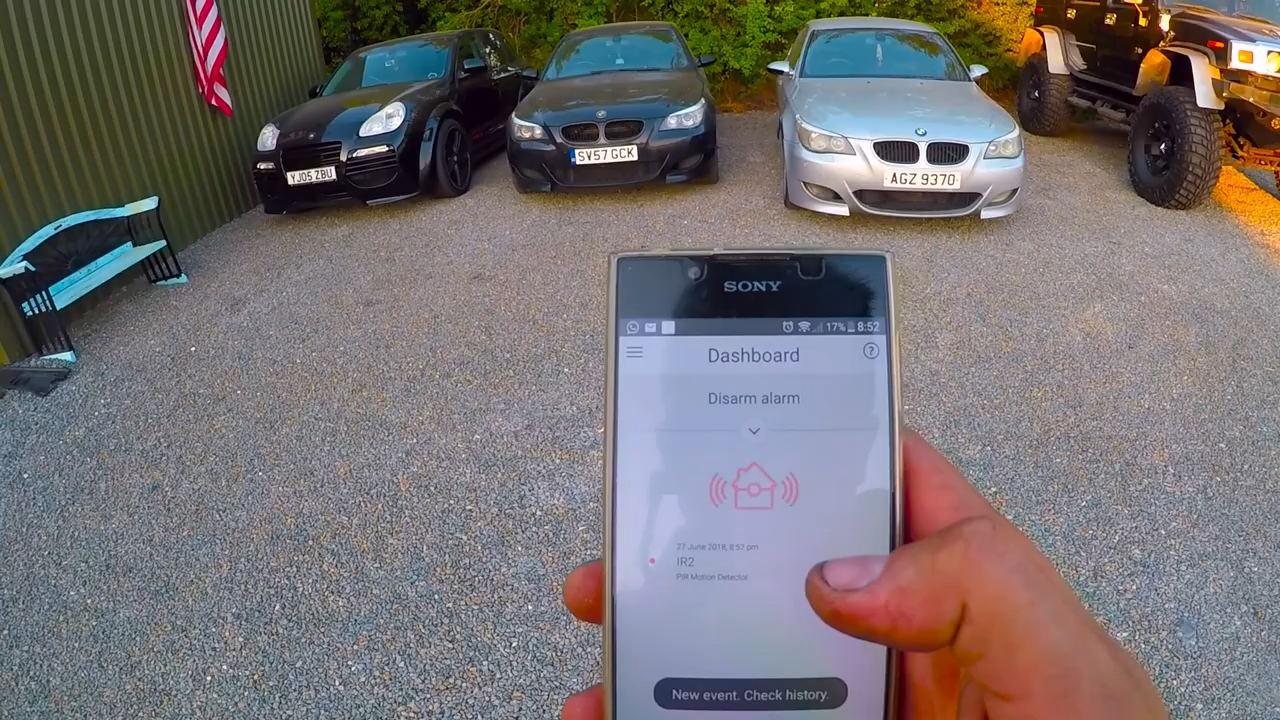 YJ05 ZBU
SV57 GCK
AGZ 9370
SONY
17% 8:52
Dashboard
?
Disarm alarm
27 June 2018, 8:52 pm
IR2
PIR Motion Detector
New event. Check history.